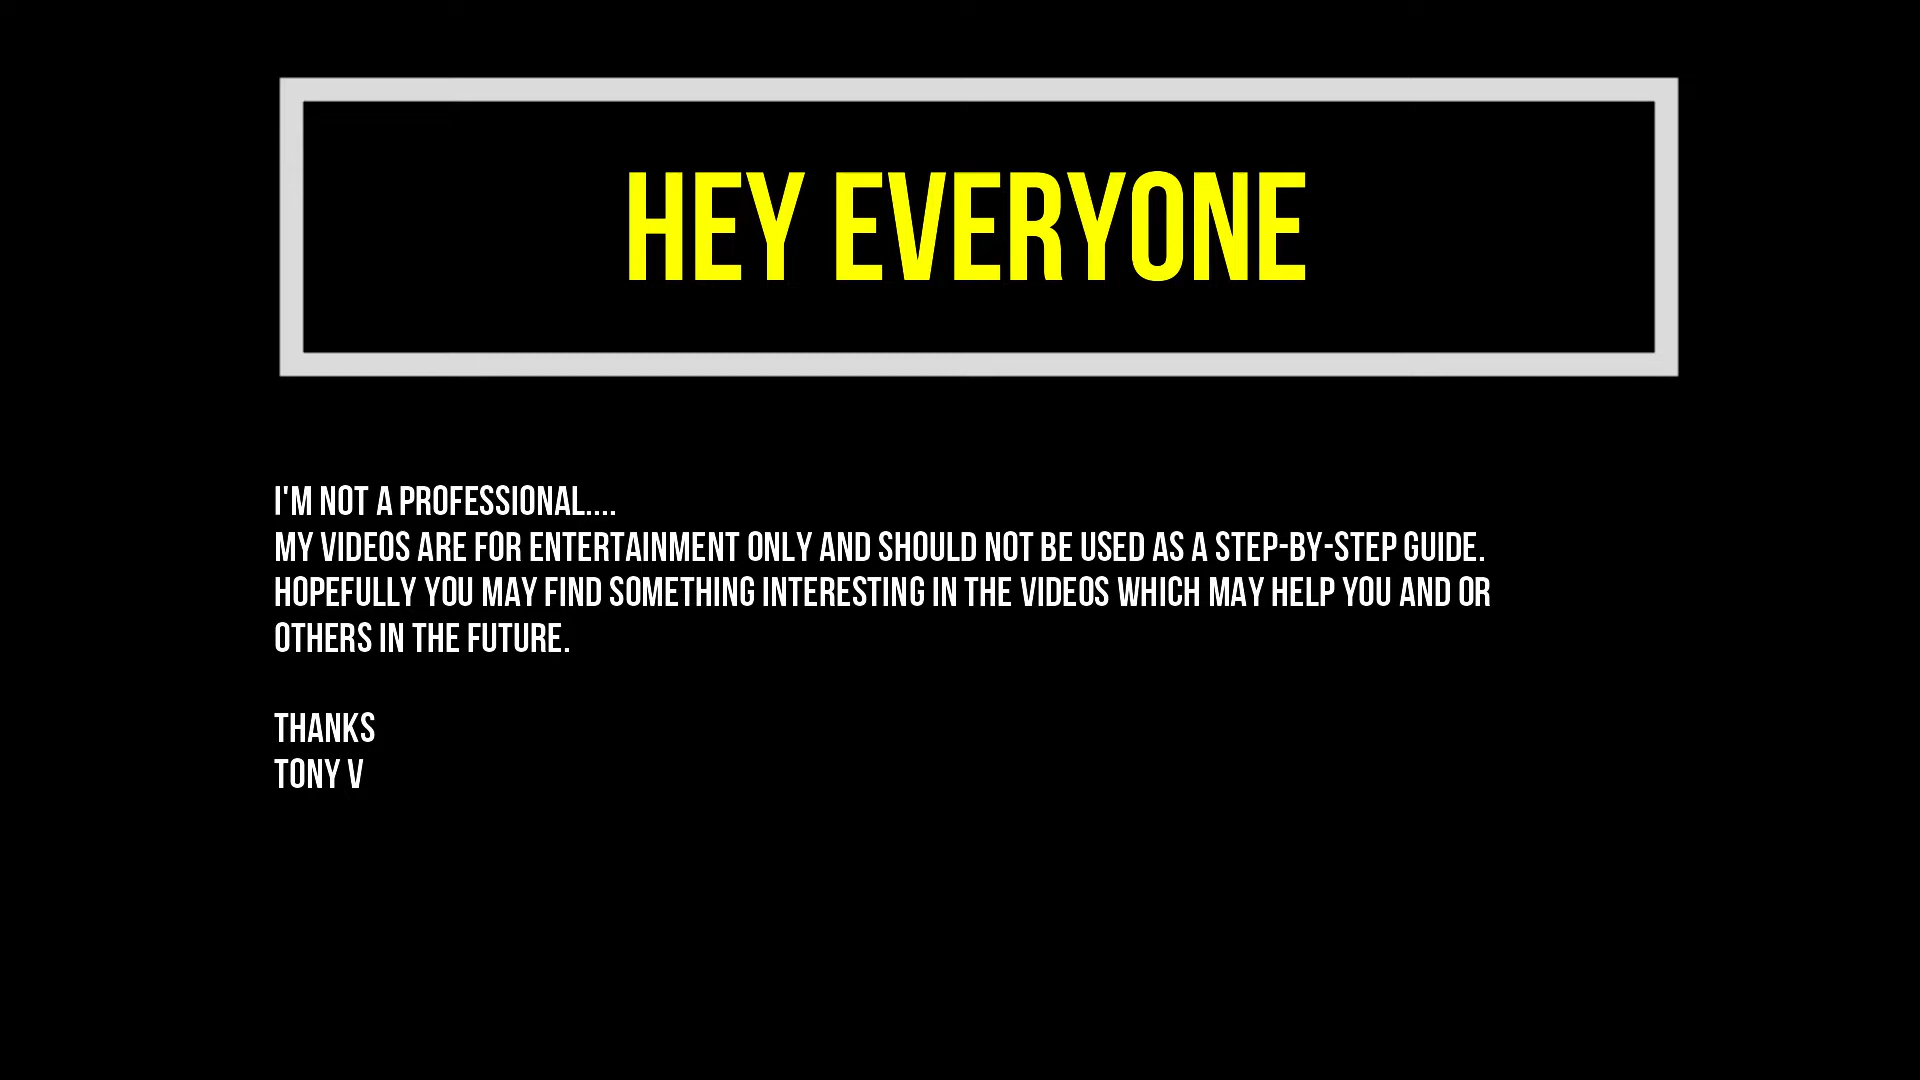 HEY EVERYONE
I'M NOT A PROFESSIONAL....
MY VIDEOS ARE FOR ENTERTAINMENT ONLY AND SHOULD NOT BE USED AS A STEP-BY-STEP GUIDE.
HOPEFULLY YOU MAY FIND SOMETHING INTERESTING IN THE VIDEOS WHICH MAY HELP YOU AND OR
OTHERS IN THE FUTURE.
THANKS
TONY V